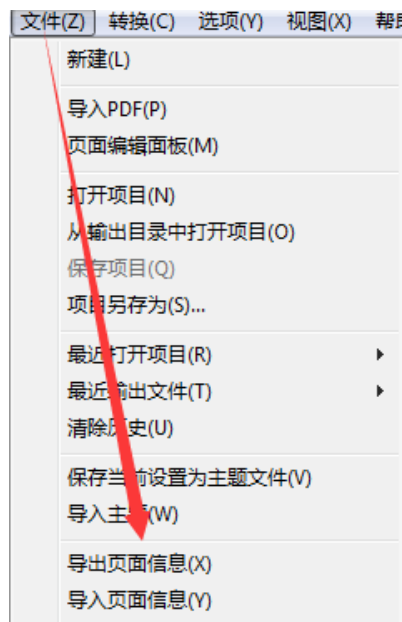 文件(Z) 转换(C) 选项(Y) 视图(X) 帮
新建(L)
导入PDF(P)
页面编辑面板(M)
打开项目(N)
从输出目录中打开项目(O)
保存项目(Q)
项目另存为(S)...
最近打开项目(R)
最近输出文件(T)
清除历史(U)
保存当前设置为主题文件(V)
导入主题(W)
导出页面信息(X)
导入页面信息(Y)